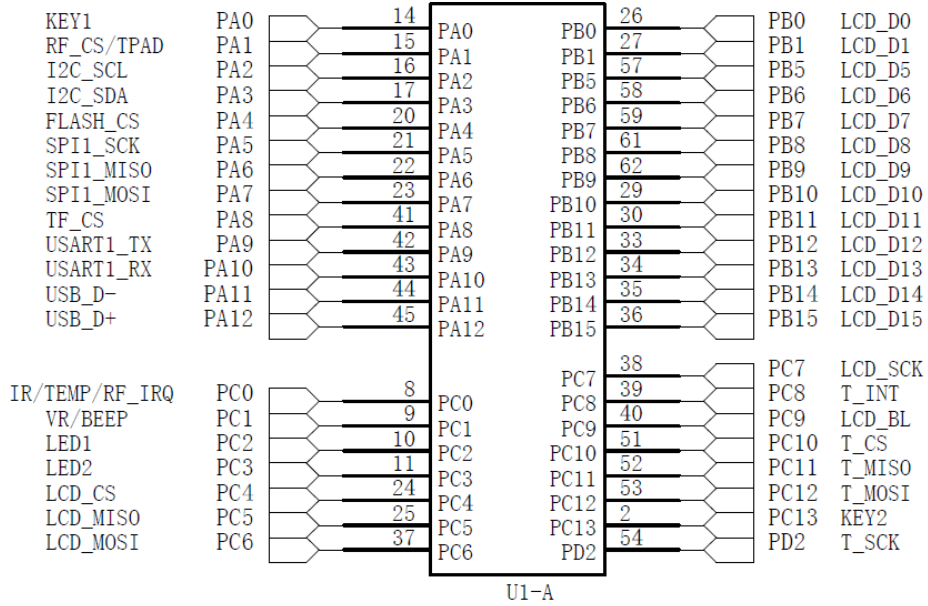 KEY1 PA0 14 PA0 PB0 26 PB0 LCD_D0
RF_CS/TPAD PA1 15 PA1 PB1 27 PB1 LCD_D1
I2C_SCL PA2 16 PA2 PB5 57 PB5 LCD_D5
I2C_SDA PA3 17 PA3 PB6 58 PB6 LCD_D6
FLASH_CS PA4 20 PA4 PB7 59 PB7 LCD_D7
SPI1_SCK PA5 21 PA5 PB8 61 PB8 LCD_D8
SPI1_MISO PA6 22 PA6 PB9 62 PB9 LCD_D9
SPI1_MOSI PA7 23 PA7 PB10 29 PB10 LCD_D10
TF_CS PA8 41 PA8 PB11 30 PB11 LCD_D11
USART1_TX PA9 42 PA9 PB12 33 PB12 LCD_D12
USART1_RX PA10 43 PA10 PB13 34 PB13 LCD_D13
USB_D- PA11 44 PA11 PB14 35 PB14 LCD_D14
USB_D+ PA12 45 PA12 PB15 36 PB15 LCD_D15
PC7 38 PC7 LCD_SCK
IR/TEMP/RF_IRQ PC0 8 PC0 PC8 39 PC8 T_INT
VR/BEEP PC1 9 PC1 PC9 40 PC9 LCD_BL
LED1 PC2 10 PC2 PC10 51 PC10 T_CS
LED2 PC3 11 PC3 PC11 52 PC11 T_MISO
LCD_CS PC4 24 PC4 PC12 53 PC12 T_MOSI
LCD_MISO PC5 25 PC5 PC13 2 PC13 KEY2
LCD_MOSI PC6 37 PC6 PD2 54 PD2 T_SCK
U1-A